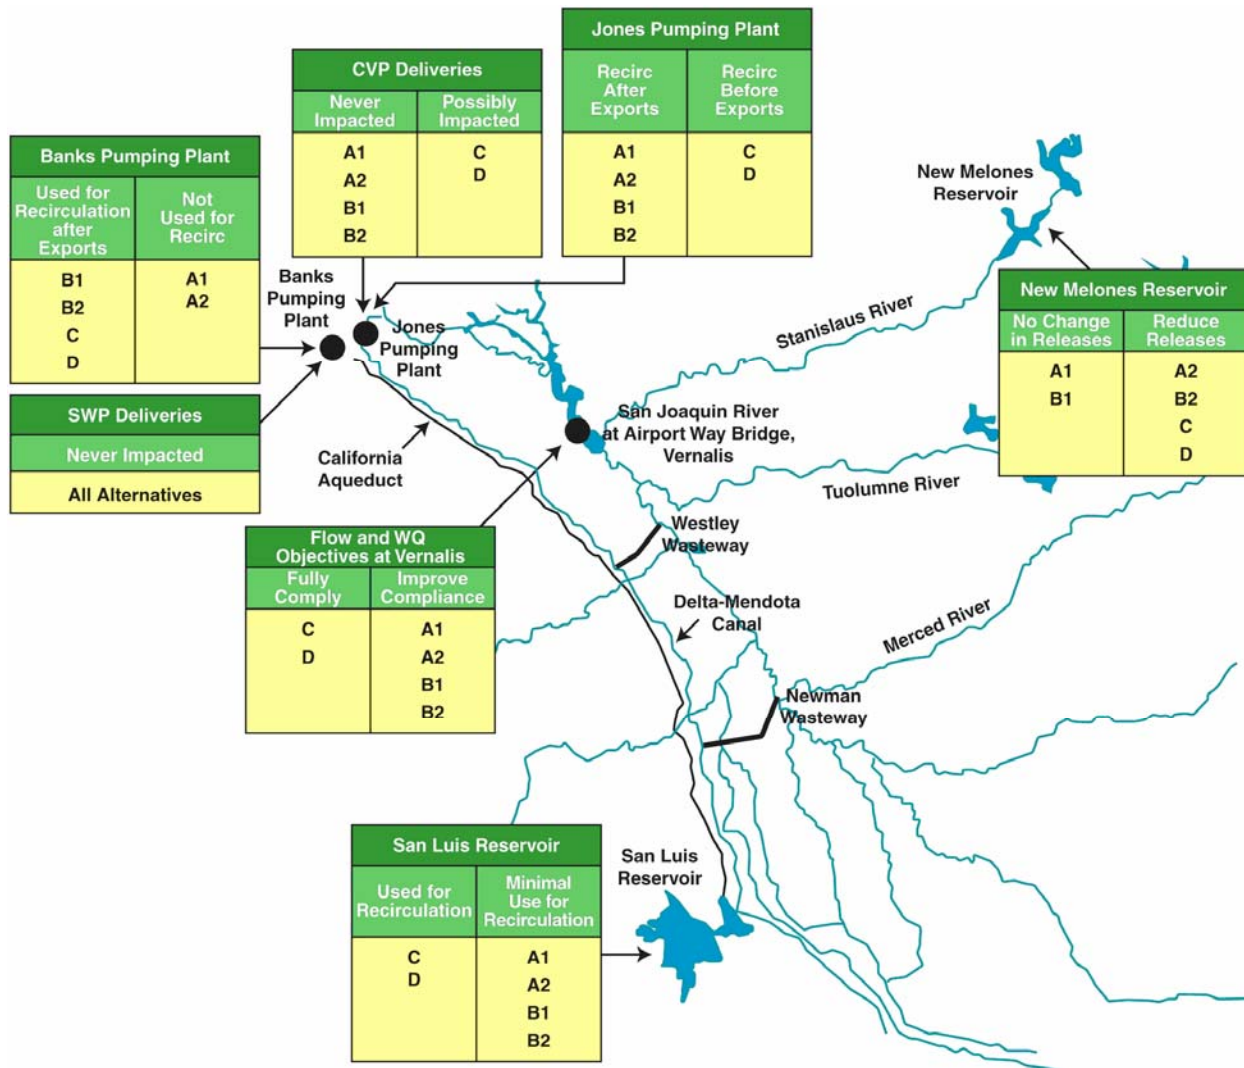 Jones Pumping Plant
Recirc
After
Exports
Recirc
Before
Exports
A1
A2
B1
B2
C
D
CVP Deliveries
Never
Impacted
Possibly
Impacted
A1
A2
B1
B2
C
D
Banks Pumping Plant
Used for
Recirculation
after
Exports
Not
Used for
Recirc
B1
B2
C
D
A1
A2
SWP Deliveries
Never Impacted
All Alternatives
Banks
Pumping
Plant
Jones
Pumping
Plant
California
Aqueduct
New Melones
Reservoir
Stanislaus River
New Melones Reservoir
No Change
in Releases
Reduce
Releases
A1
B1
A2
B2
C
D
San Joaquin River
at Airport Way Bridge,
Vernalis
Tuolumne River
Westley
Wasteway
Flow and WQ
Objectives at Vernalis
Fully
Comply
Improve
Compliance
C
D
A1
A2
B1
B2
Delta-Mendota
Canal
Merced River
Newman
Wasteway
San Luis Reservoir
Used for
Recirculation
Minimal
Use for
Recirculation
C
D
A1
A2
B1
B2
San Luis
Reservoir